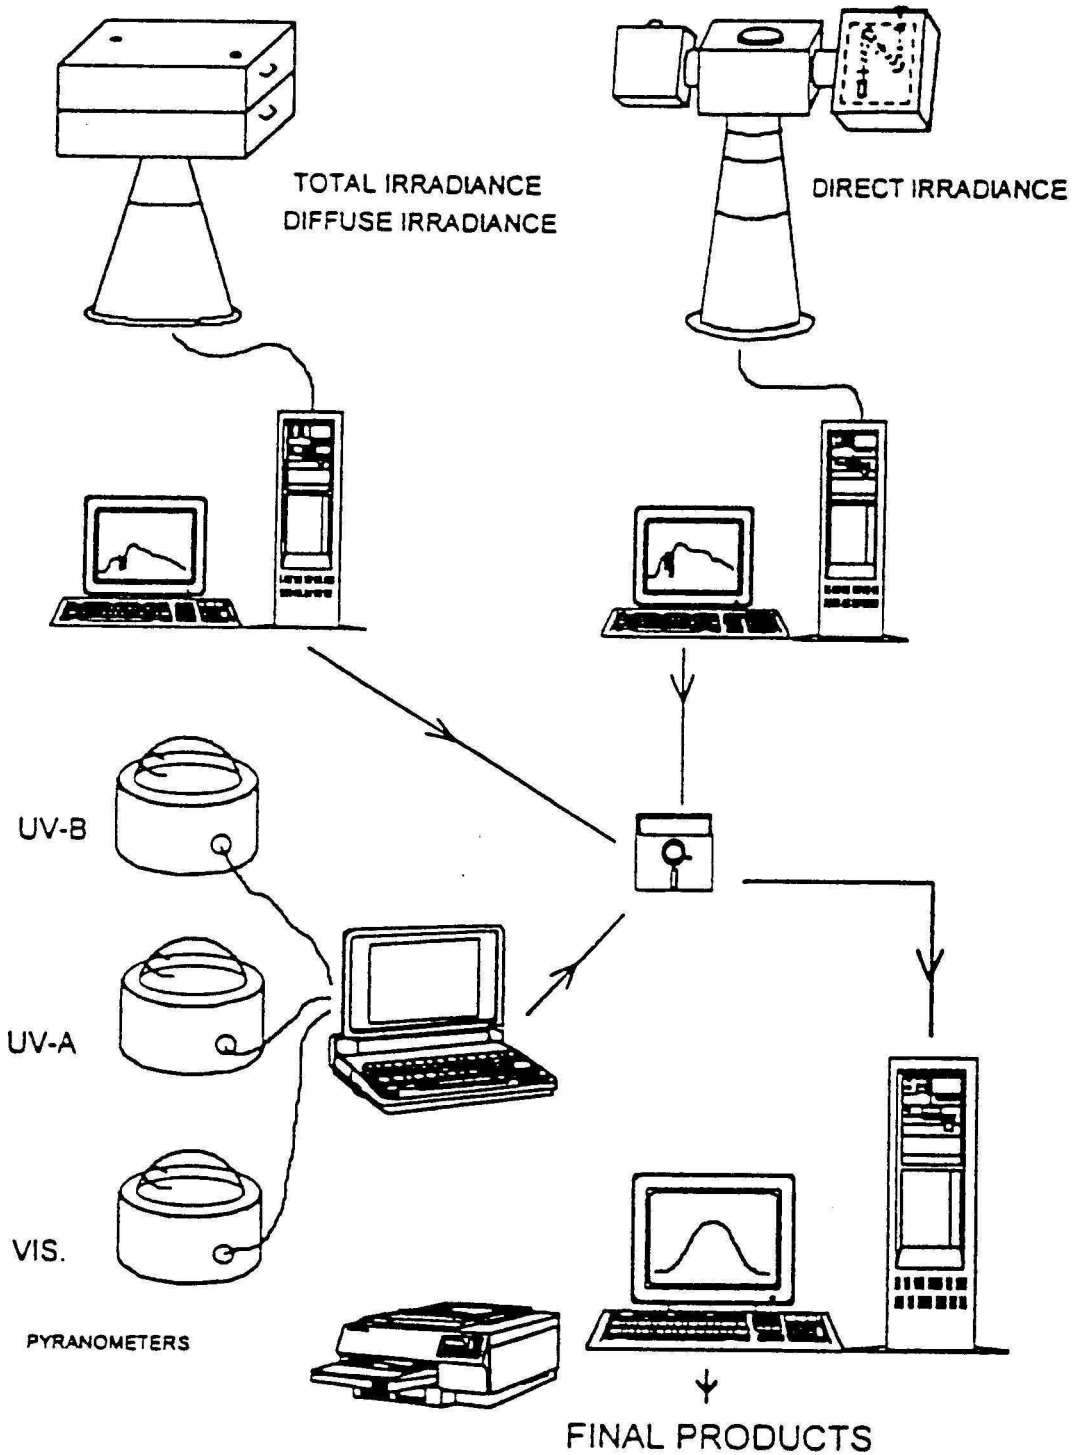 TOTAL IRRADIANCE
DIFFUSE IRRADIANCE
DIRECT IRRADIANCE
UV-B
UV-A
VIS.
PYRANOMETERS
FINAL PRODUCTS